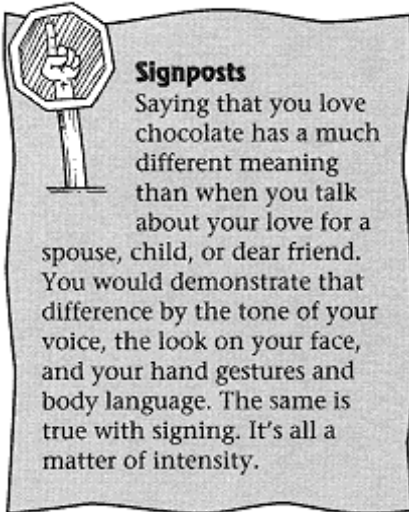 Signposts
Saying that you love
chocolate has a much
different meaning
than when you talk
about your love for a
spouse, child, or dear friend.
You would demonstrate that
difference by the tone of your
voice, the look on your face,
and your hand gestures and
body language. The same is
true with signing. It's all a
matter of intensity.